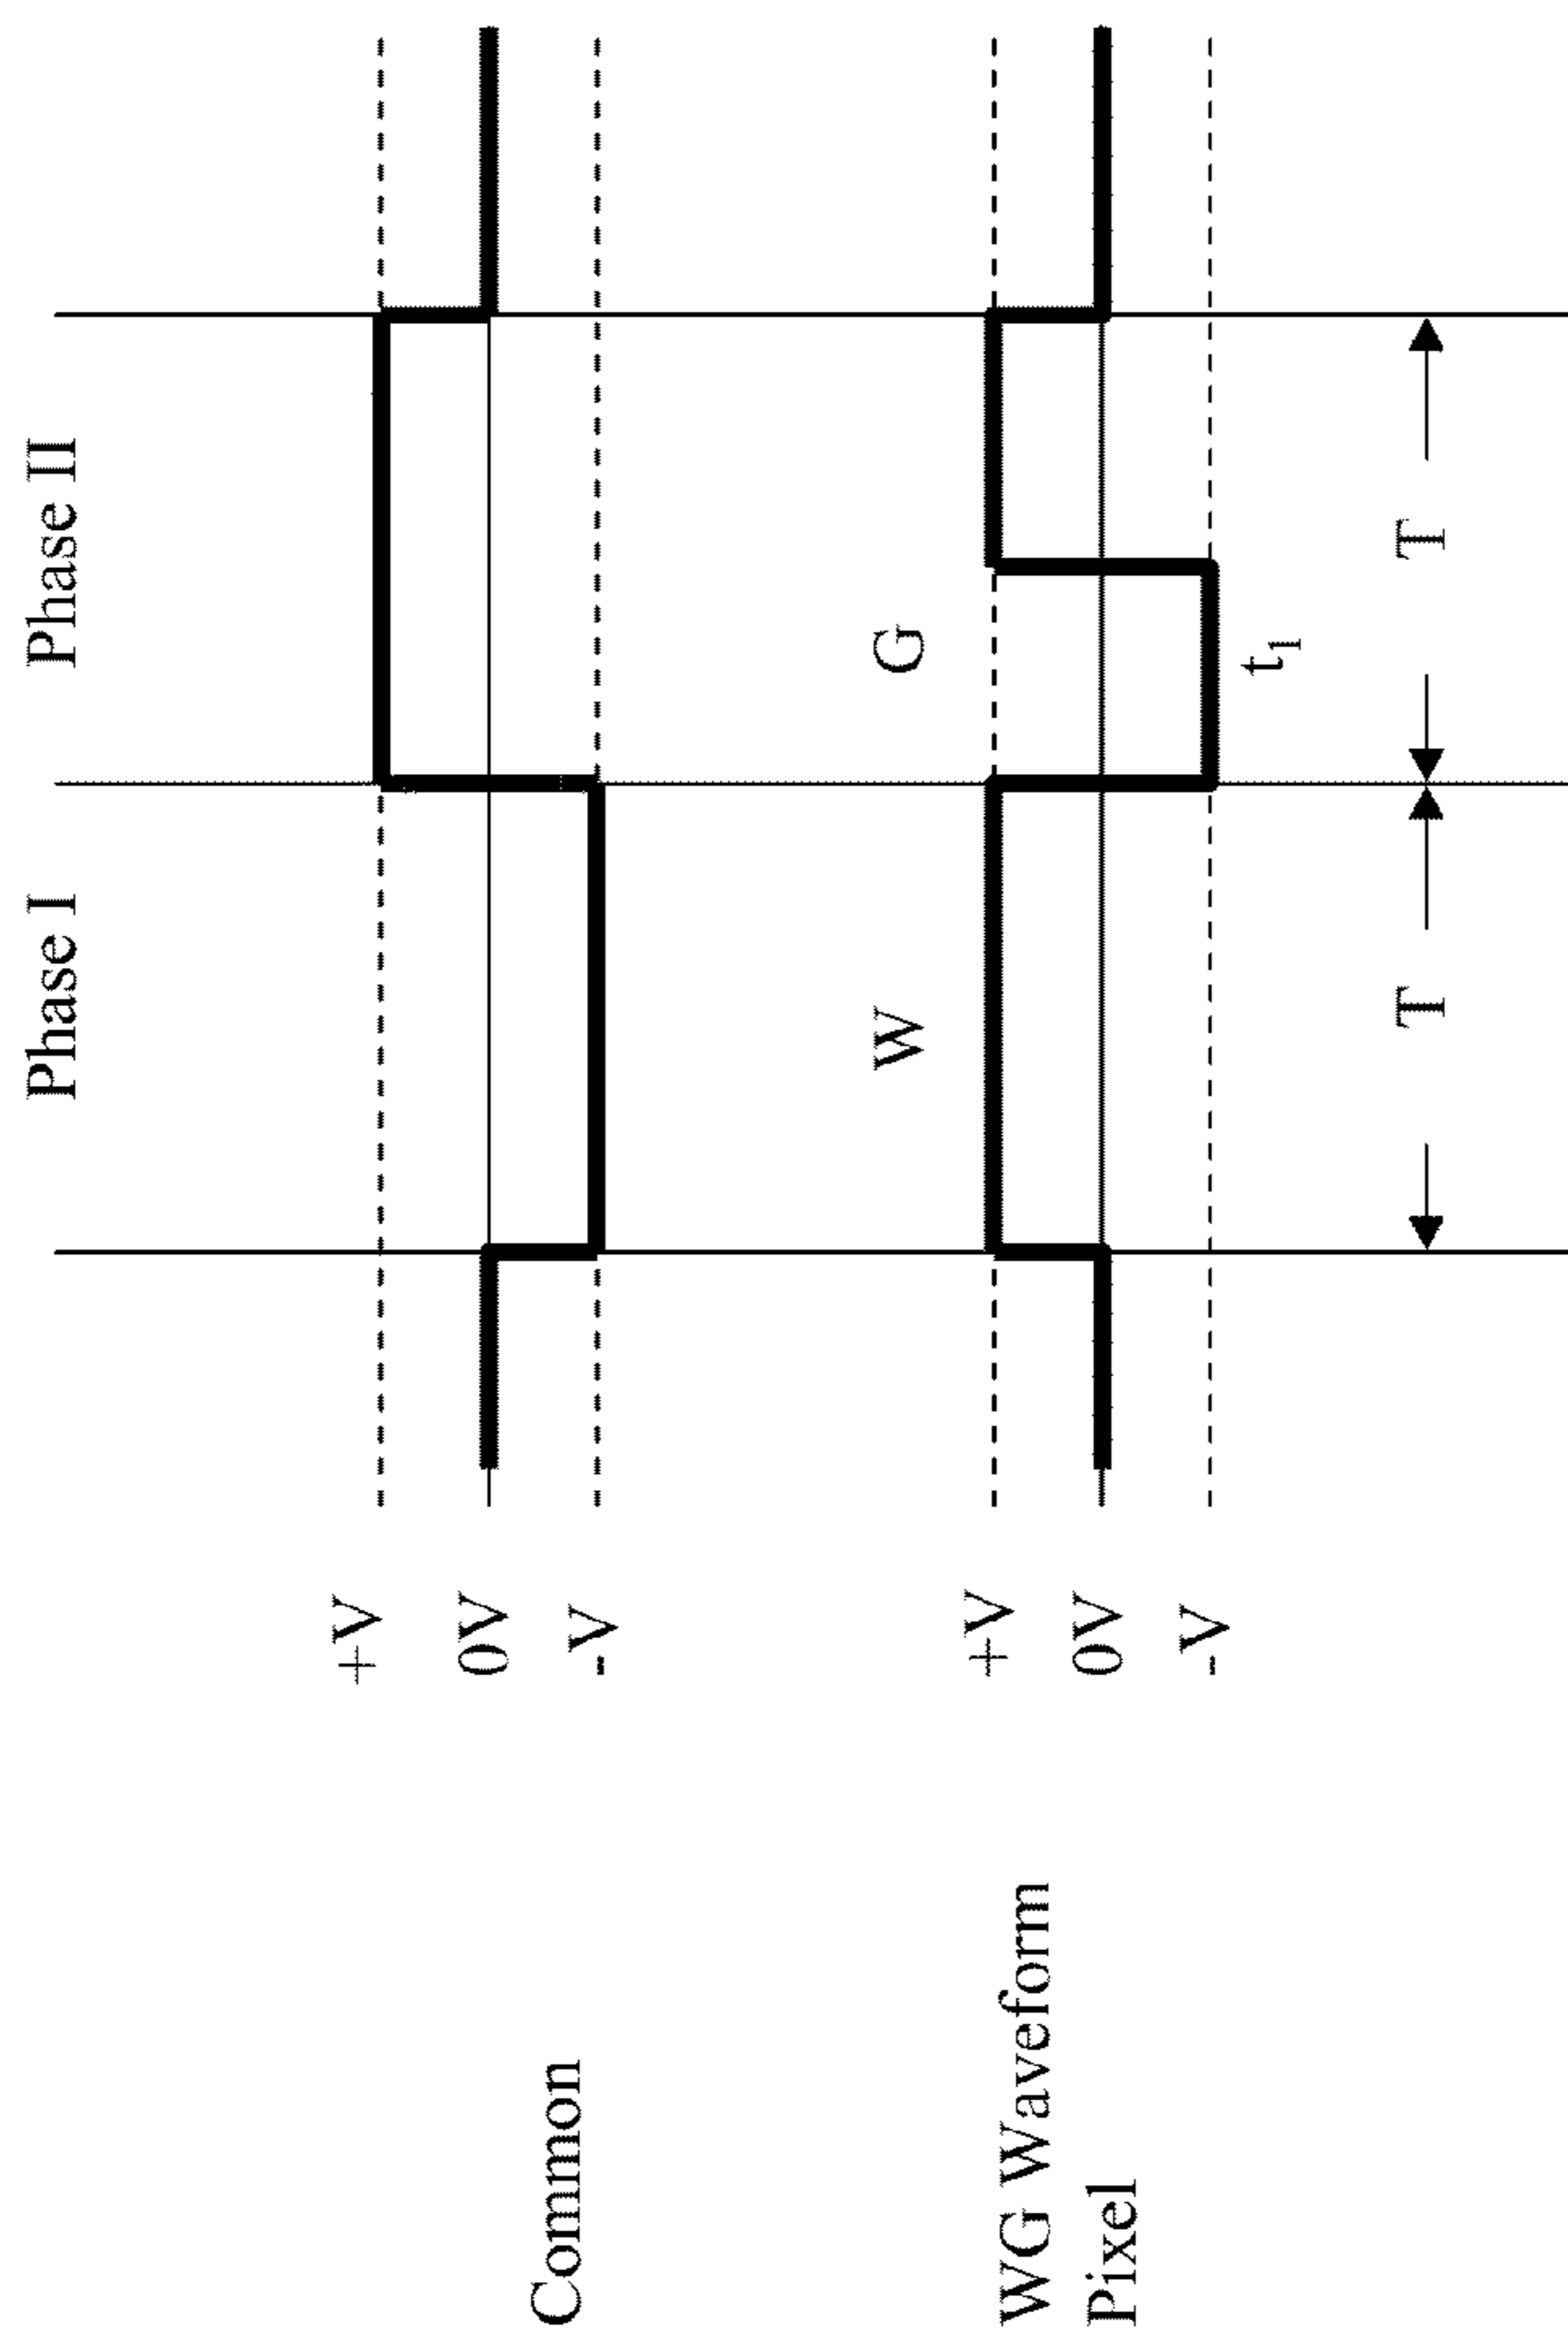 Phase I
Phase II
+V
0V
-V
Common
W
G
+V
0V
-V
WG Waveform
Pixel
t₁
T
T